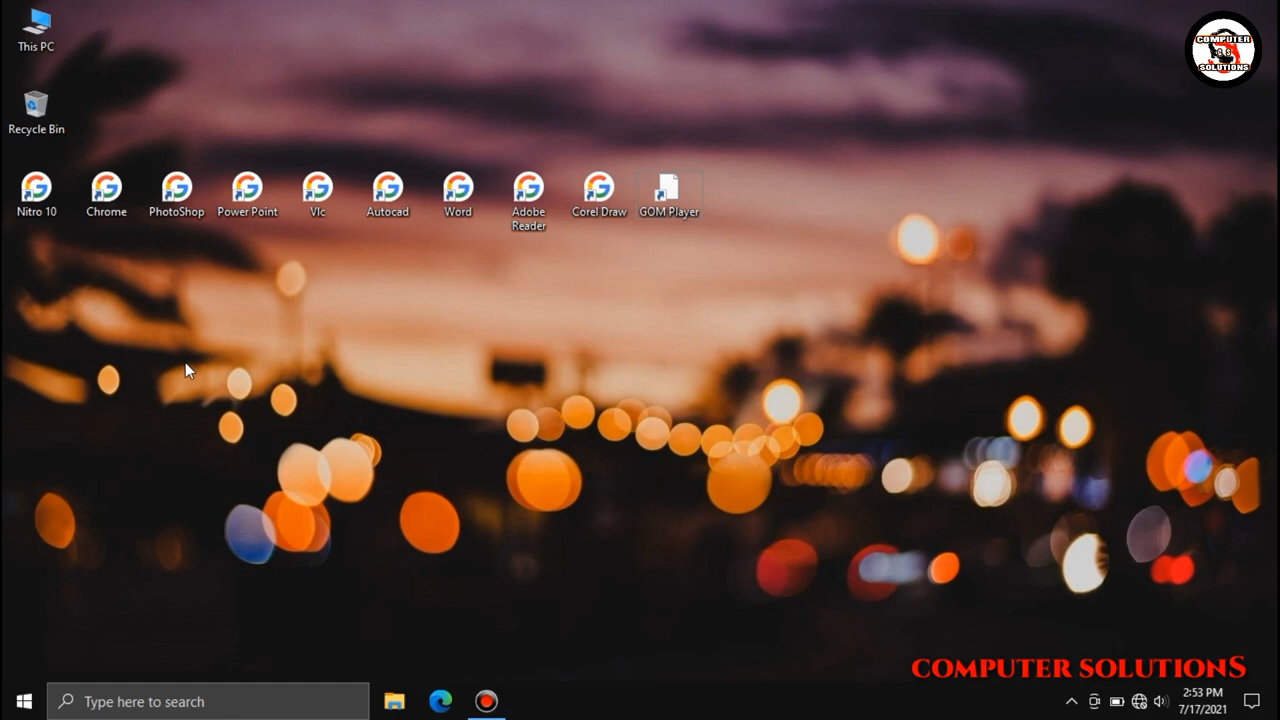 This PC
COMPUTER
SOLUTIONS
Recycle Bin
Nitro 10
Chrome
PhotoShop
Power Point
Vlc
Autocad
Word
Adobe
Reader
Corel Draw
GOM Player
COMPUTER SOLUTIONS
Type here to search
2:53 PM
7/17/2021